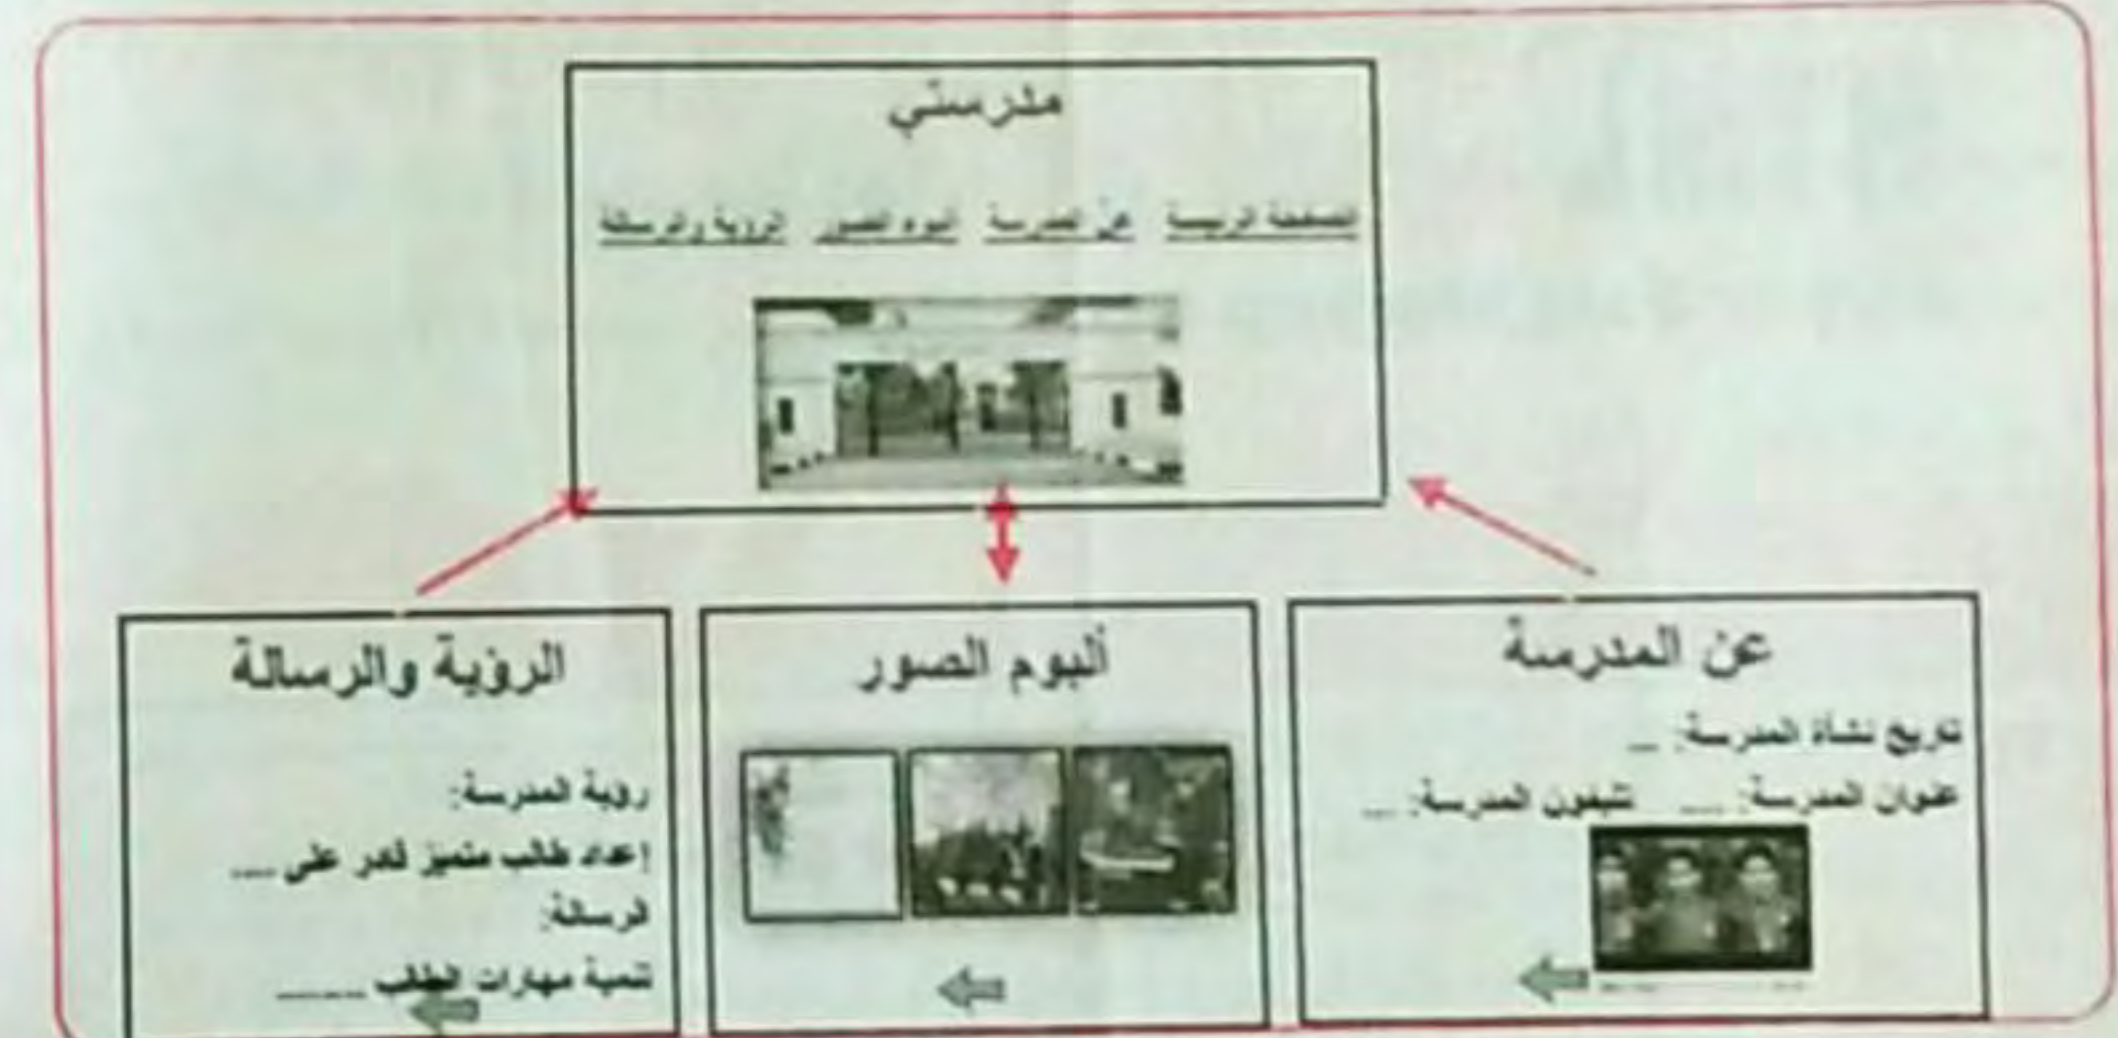 مدرستي
الصفحة الرئيسية عن المدرسة ألبوم الصور الرؤية والرسالة
عن المدرسة
تاريخ نشأة المدرسة: ...
عنوان المدرسة: .... تليفون المدرسة: ...
ألبوم الصور
الرؤية والرسالة
رؤية المدرسة:
إعداد طالب متميز قادر على ....
الرسالة:
تنمية مهارات الطالب ......